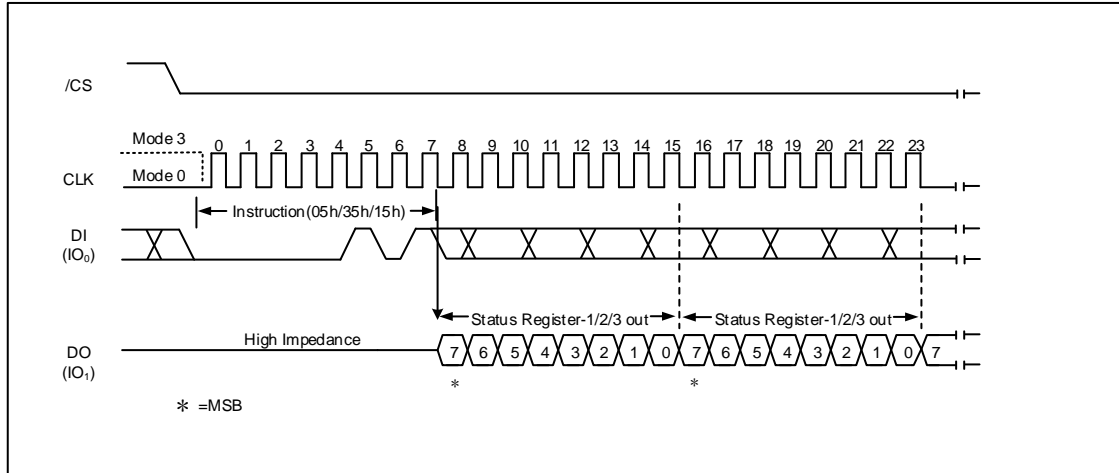 /CS
Mode 3
0 1 2 3 4 5 6 7 8 9 10 11 12 13 14 15 16 17 18 19 20 21 22 23
CLK
Mode 0
Instruction(05h/35h/15h)
DI
(IO₀)
Status Register-1/2/3 out Status Register-1/2/3 out
High Impedance
DO
(IO₁)
7 6 5 4 3 2 1 0 7 6 5 4 3 2 1 0 7
* *
* =MSB